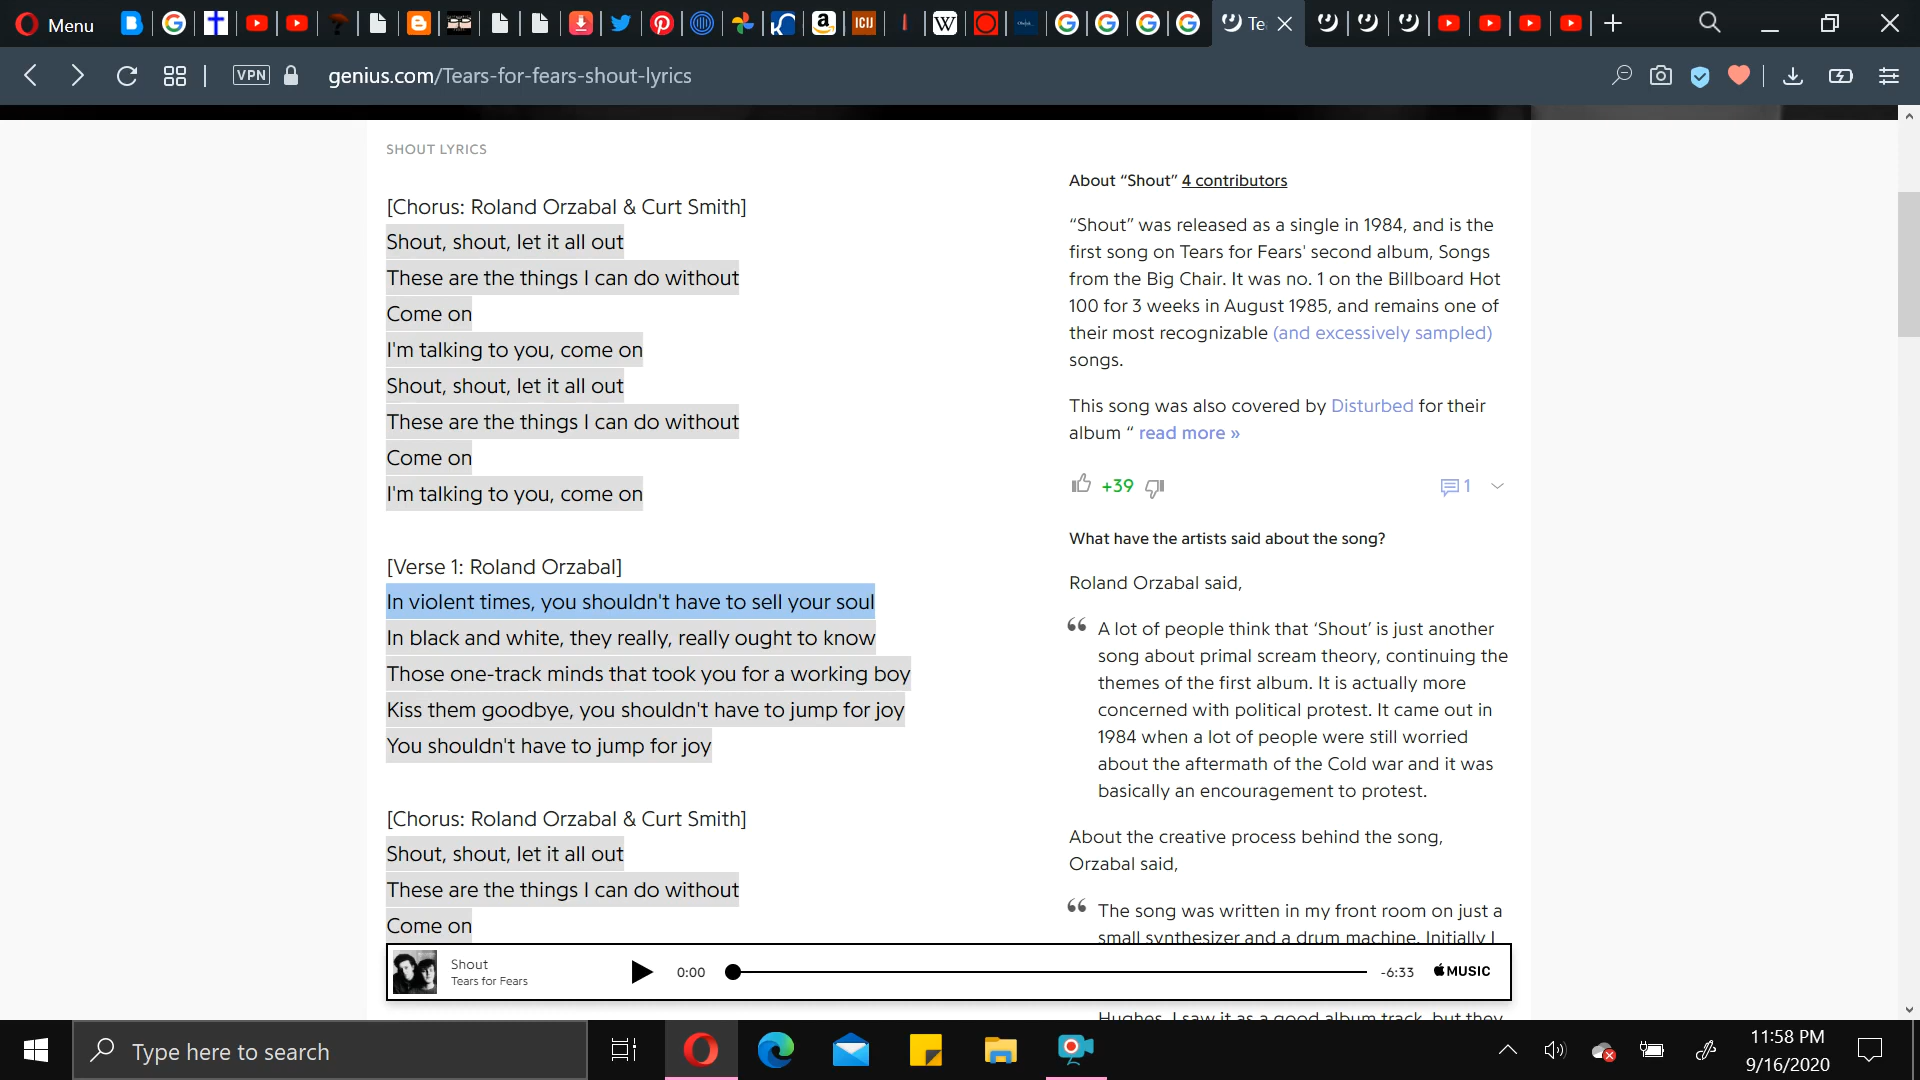 Menu
Te
VPN
genius.com/Tears-for-fears-shout-lyrics
SHOUT LYRICS
[Chorus: Roland Orzabal & Curt Smith]
Shout, shout, let it all out
These are the things I can do without
Come on
I'm talking to you, come on
Shout, shout, let it all out
These are the things I can do without
Come on
I'm talking to you, come on
[Verse 1: Roland Orzabal]
In violent times, you shouldn't have to sell your soul
In black and white, they really, really ought to know
Those one-track minds that took you for a working boy
Kiss them goodbye, you shouldn't have to jump for joy
You shouldn't have to jump for joy
[Chorus: Roland Orzabal & Curt Smith]
Shout, shout, let it all out
These are the things I can do without
Come on
About “Shout” 4 contributors
“Shout” was released as a single in 1984, and is the
first song on Tears for Fears' second album, Songs
from the Big Chair. It was no. 1 on the Billboard Hot
100 for 3 weeks in August 1985, and remains one of
their most recognizable (and excessively sampled)
songs.
This song was also covered by Disturbed for their
album “ read more »
+39
1
What have the artists said about the song?
Roland Orzabal said,
“ A lot of people think that ‘Shout’ is just another
song about primal scream theory, continuing the
themes of the first album. It is actually more
concerned with political protest. It came out in
1984 when a lot of people were still worried
about the aftermath of the Cold war and it was
basically an encouragement to protest.
About the creative process behind the song,
Orzabal said,
“ The song was written in my front room on just a
small synthesizer and a drum machine. Initially I
Shout
Tears for Fears
0:00
-6:33
MUSIC
Hughes. I saw it as a good album track, but they
Type here to search
11:58 PM
9/16/2020